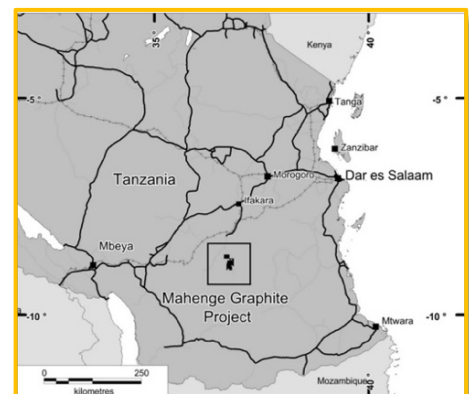 35
40
Kenya
-5
-5
Tanga
Zanzibar
Tanzania
Morogoro
Dar es Salaam
Ifakara
Mbeya
Mahenge Graphite
Project
-10
-10
Mtwara
0
250
kilometres
Mozambique
40